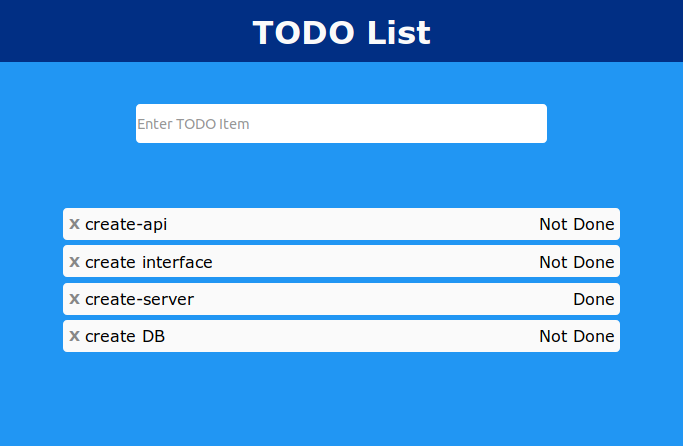 TODO List
Enter TODO Item
x create-api Not Done
x create interface Not Done
x create-server Done
x create DB Not Done